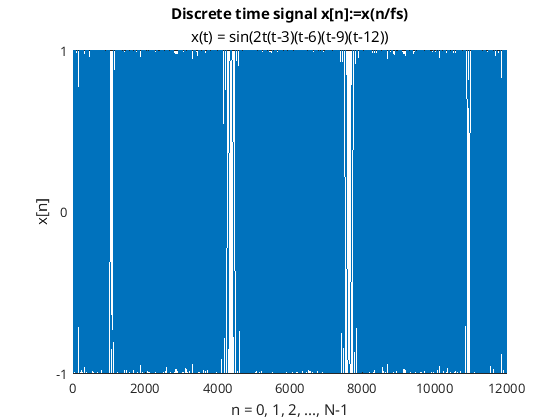 Discrete time signal x[n]:=x(n/fs)
x(t) = sin(2t(t-3)(t-6)(t-9)(t-12))
1
0
-1
x[n]
0 2000 4000 6000 8000 10000 12000
n = 0, 1, 2, ..., N-1